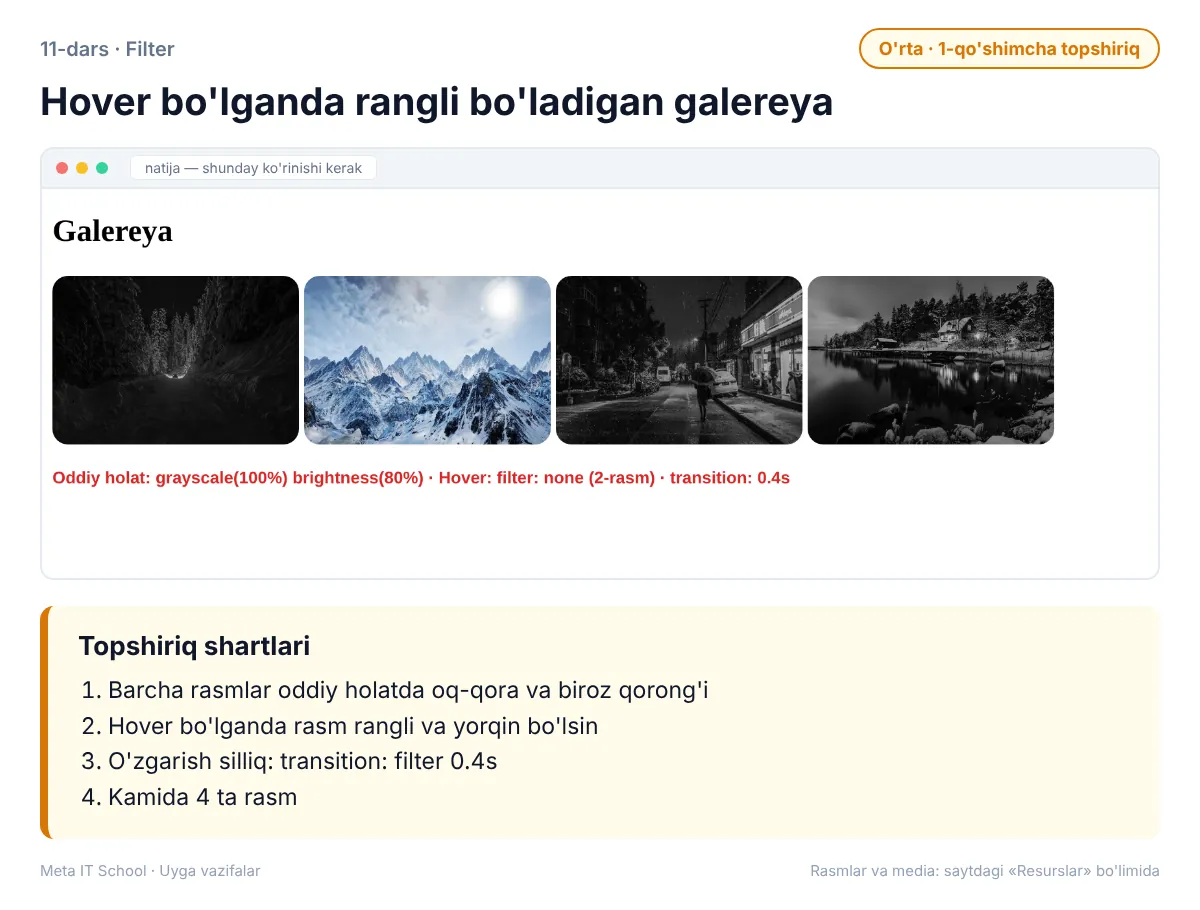 11-dars · Filter
O'rta · 1-qo'shimcha topshiriq
Hover bo'lganda rangli bo'ladigan galereya
natija — shunday ko'rinishi kerak
Galereya
Oddiy holat: grayscale(100%) brightness(80%) · Hover: filter: none (2-rasm) · transition: 0.4s
Topshiriq shartlari
1. Barcha rasmlar oddiy holatda oq-qora va biroz qorong'i
2. Hover bo'lganda rasm rangli va yorqin bo'lsin
3. O'zgarish silliq: transition: filter 0.4s
4. Kamida 4 ta rasm
Meta IT School · Uyga vazifalar
Rasmlar va media: saytdagi «Resurslar» bo'limida